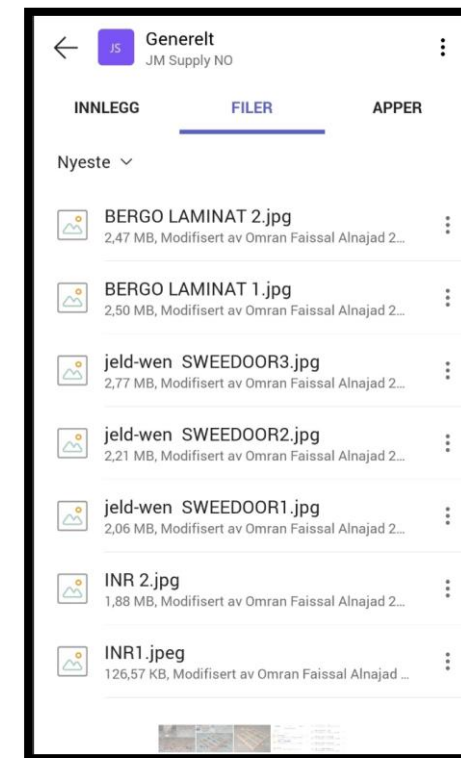 JS
Generelt
JM Supply NO
INNLEGG FILER APPER
Nyeste
BERGO LAMINAT 2.jpg
2,47 MB, Modifisert av Omran Faissal Alnajad 2...
BERGO LAMINAT 1.jpg
2,50 MB, Modifisert av Omran Faissal Alnajad 2...
jeld-wen SWEEDOOR3.jpg
2,77 MB, Modifisert av Omran Faissal Alnajad 2...
jeld-wen SWEEDOOR2.jpg
2,21 MB, Modifisert av Omran Faissal Alnajad 2...
jeld-wen SWEEDOOR1.jpg
2,06 MB, Modifisert av Omran Faissal Alnajad 2...
INR 2.jpg
1,88 MB, Modifisert av Omran Faissal Alnajad 2...
INR1.jpeg
126,57 KB, Modifisert av Omran Faissal Alnajad ...